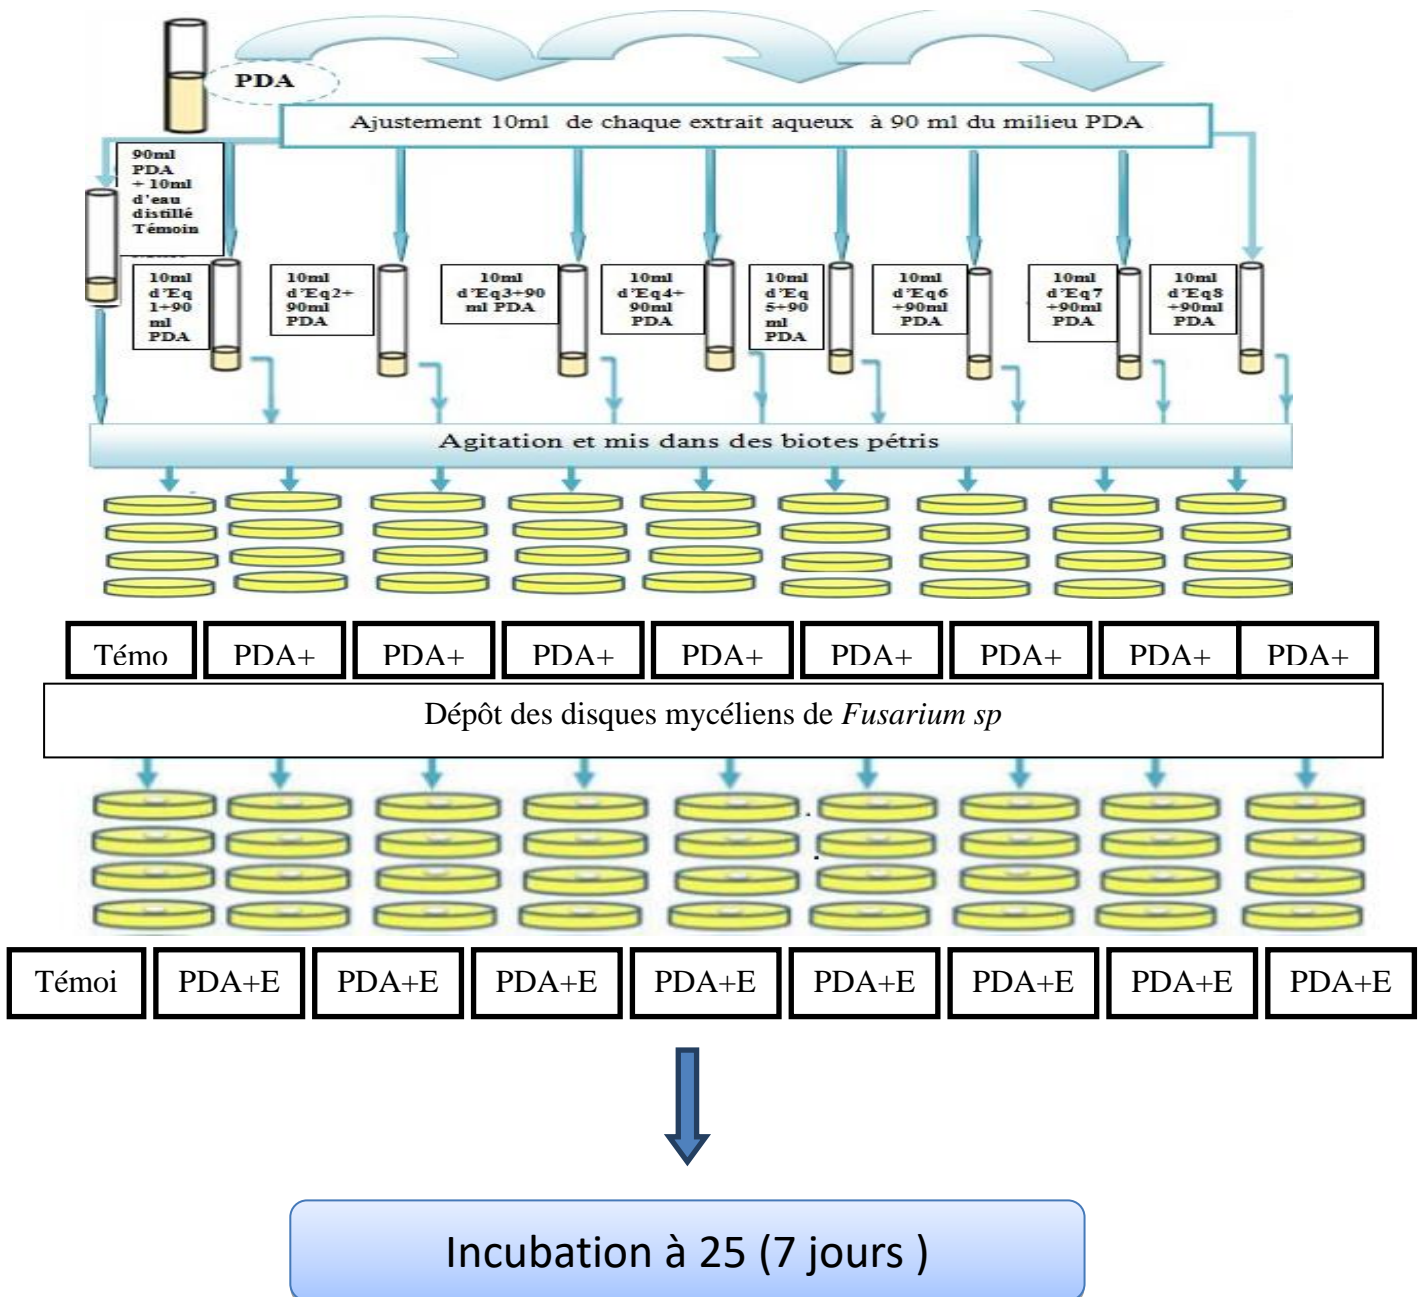 PDA
Ajustement 10ml de chaque extrait aqueux à 90 ml du milieu PDA
90ml
PDA
+ 10ml
d'eau
distillé
Témoin
10ml
d'Eq
1+90
ml
PDA
10ml
d'Eq2+
90ml
PDA
10ml
d'Eq3+90
ml PDA
10ml
d'Eq4+
90ml
PDA
10ml
d'Eq
5+90
ml
PDA
10ml
d'Eq6
+90ml
PDA
10ml
d'Eq7
+90ml
PDA
10ml
d'Eq8
+90ml
PDA
Agitation et mis dans des biotes pétris
Témo
PDA+
PDA+
PDA+
PDA+
PDA+
PDA+
PDA+
PDA+
Dépôt des disques mycéliens de Fusarium sp
Témoi
PDA+E
PDA+E
PDA+E
PDA+E
PDA+E
PDA+E
PDA+E
PDA+E
Incubation à 25 (7 jours )